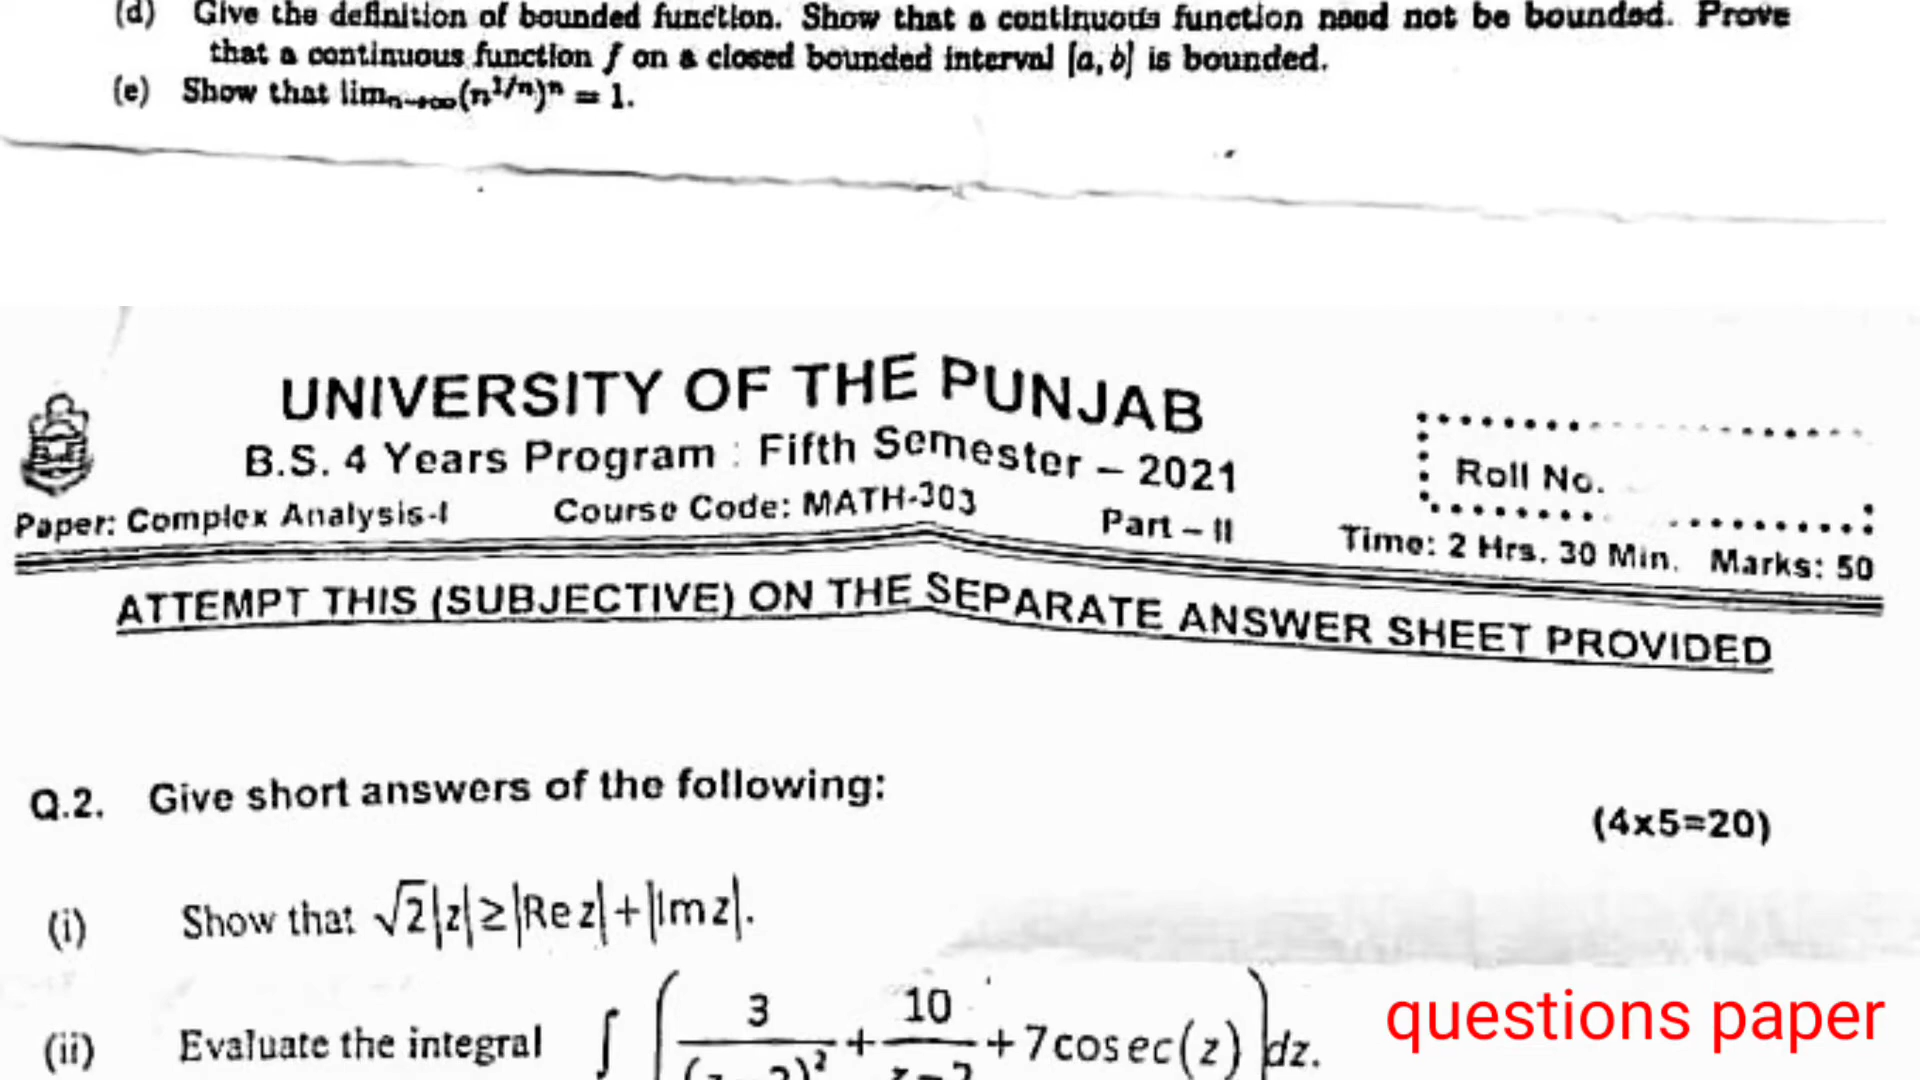 (d) Give the definition of bounded function. Show that a continuous function need not be bounded. Prove
that a continuous function f on a closed bounded interval [a, b] is bounded.
(e) Show that limₙ→∞(n^{1/n})ⁿ = 1.
UNIVERSITY OF THE PUNJAB
B.S. 4 Years Program : Fifth Semester – 2021
Roll No.
Paper: Complex Analysis-I Course Code: MATH-303 Part – II Time: 2 Hrs. 30 Min. Marks: 50
ATTEMPT THIS (SUBJECTIVE) ON THE SEPARATE ANSWER SHEET PROVIDED
Q.2. Give short answers of the following:
(4x5=20)
(i) Show that √2|z|≥|Re z|+|Im z|.
(ii) Evaluate the integral ∫ (3/ + 10/ +7cosec(z))dz.
questions paper